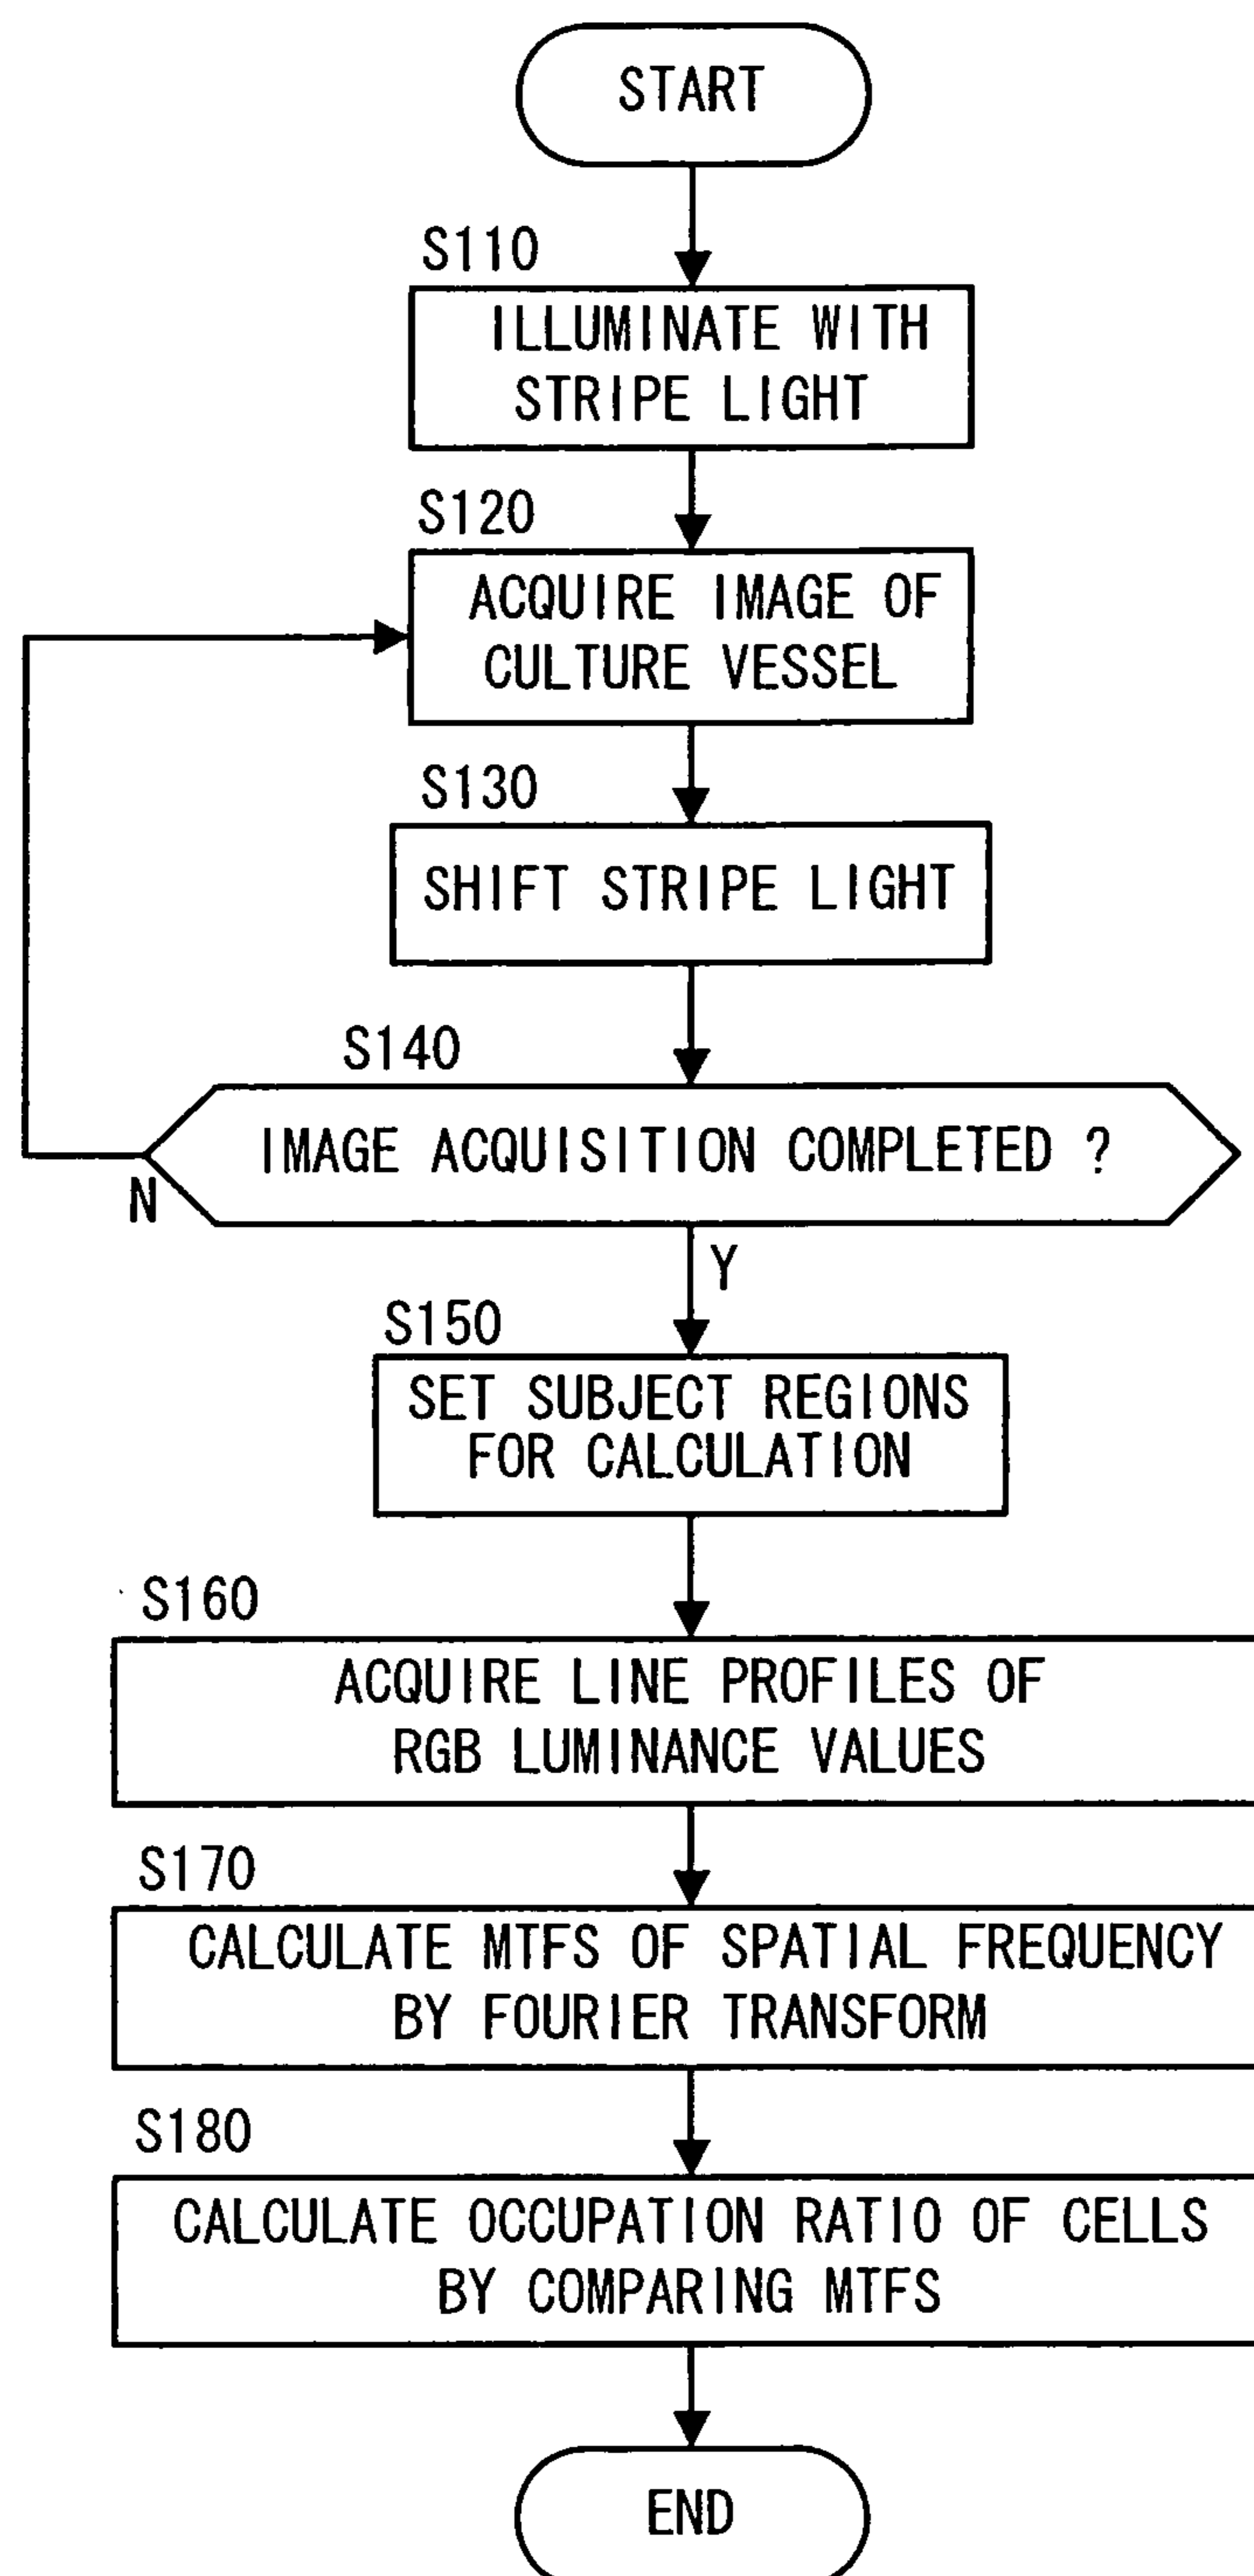 START
S110
ILLUMINATE WITH
STRIPE LIGHT
S120
ACQUIRE IMAGE OF
CULTURE VESSEL
S130
SHIFT STRIPE LIGHT
S140
IMAGE ACQUISITION COMPLETED ?
N
Y
S150
SET SUBJECT REGIONS
FOR CALCULATION
S160
ACQUIRE LINE PROFILES OF
RGB LUMINANCE VALUES
S170
CALCULATE MTFS OF SPATIAL FREQUENCY
BY FOURIER TRANSFORM
S180
CALCULATE OCCUPATION RATIO OF CELLS
BY COMPARING MTFS
END